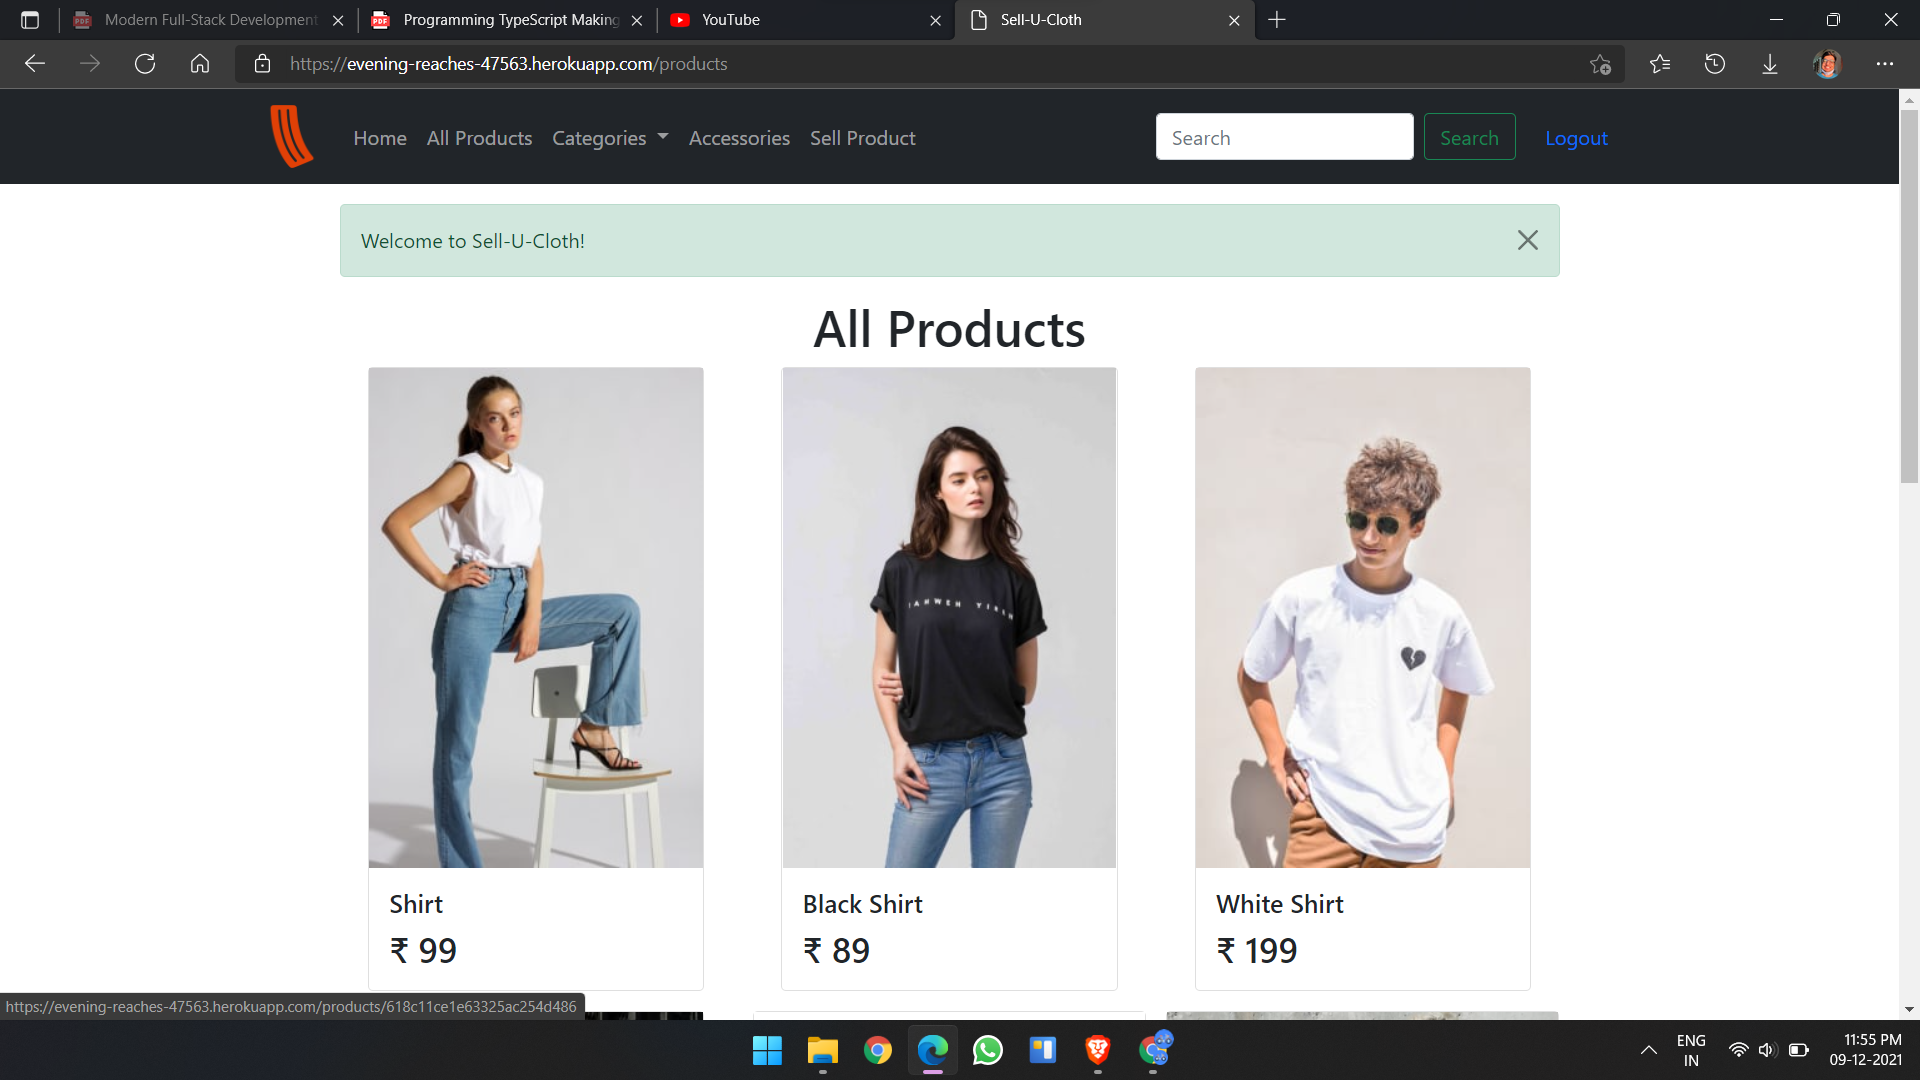 Modern Full-Stack Development
Programming TypeScript Making
YouTube
Sell-U-Cloth
https://evening-reaches-47563.herokuapp.com/products
Home All Products Categories Accessories Sell Product Search Search Logout
Welcome to Sell-U-Cloth!
All Products
Shirt
₹ 99
Black Shirt
₹ 89
White Shirt
₹ 199
https://evening-reaches-47563.herokuapp.com/products/618c11ce1e63325ac254d486
ENG
IN
11:55 PM
09-12-2021